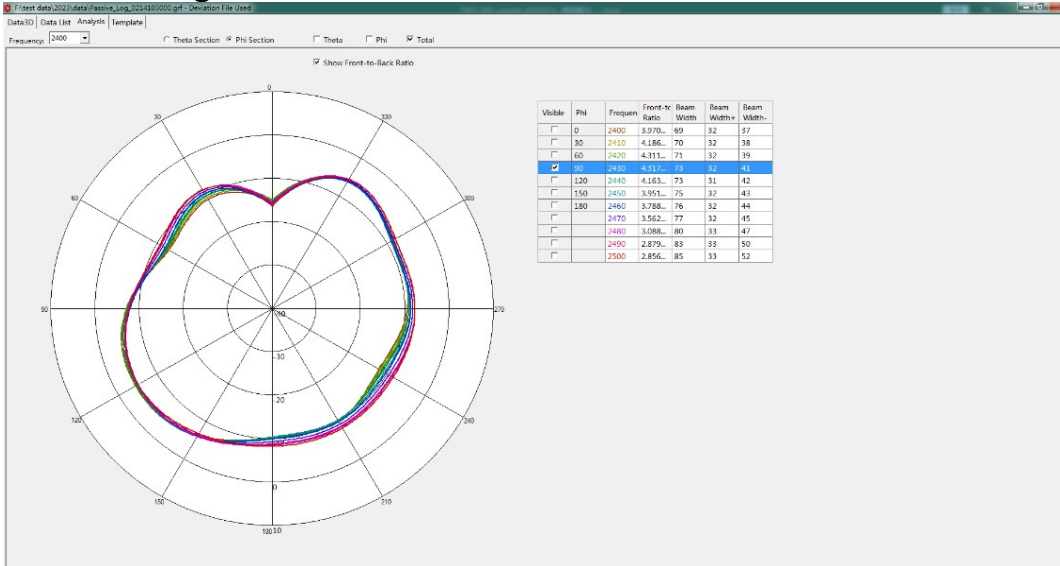 F:\test data\2023\data\Passive_Log_0214103000.grf - Deviation File Used
Data3D Data List Analysis Template
Frequency: 2400 Theta Section Phi Section Theta Phi Total
Show Front-to-Back Ratio
Visible Phi Frequen Front-tc Ratio Beam Width Beam Width+ Beam Width-
0 2400 3.970... 69 32 37
30 2410 4.186... 70 32 38
60 2420 4.311... 71 32 39
90 2430 4.317... 73 32 41
120 2440 4.163... 73 31 42
150 2450 3.951... 75 32 43
180 2460 3.788... 76 32 44
2470 3.562... 77 32 45
2480 3.088... 80 33 47
2490 2.879... 83 33 50
2500 2.856... 85 33 52
0
30 330
60 300
90 270
-30
-20
120 240
0
150 210
180